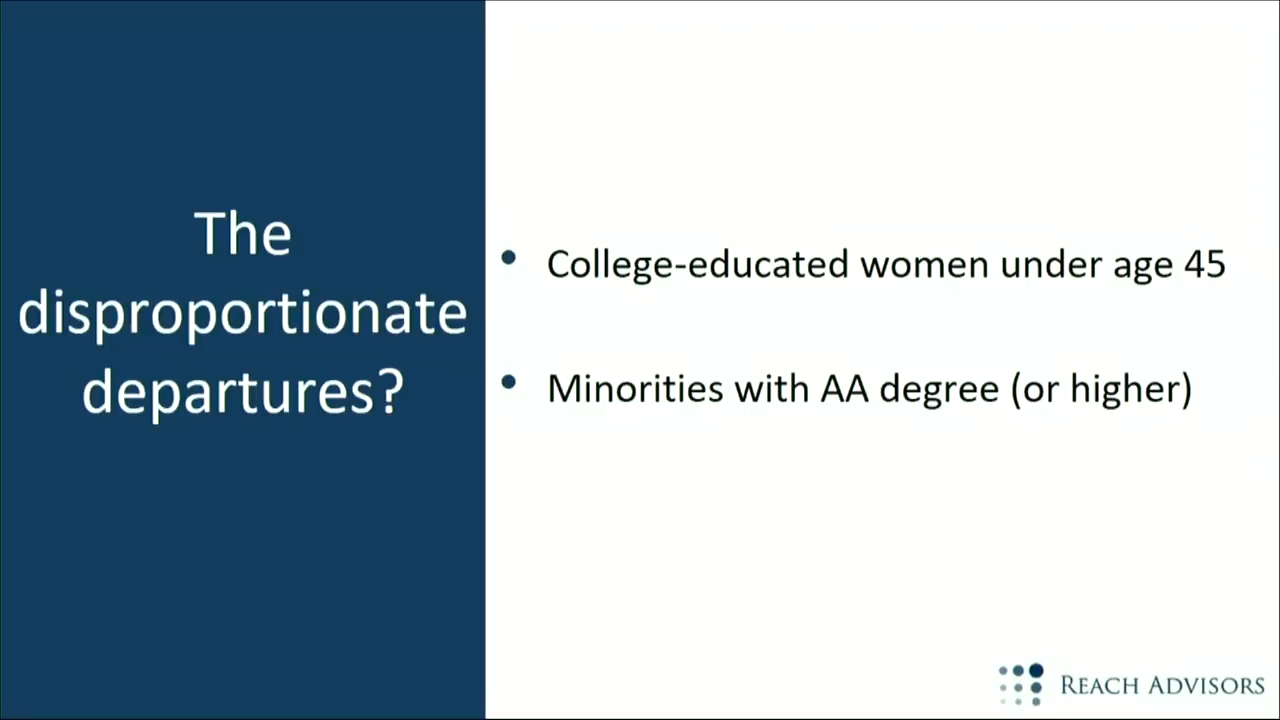 The
disproportionate
departures?
• College-educated women under age 45
• Minorities with AA degree (or higher)
REACH ADVISORS